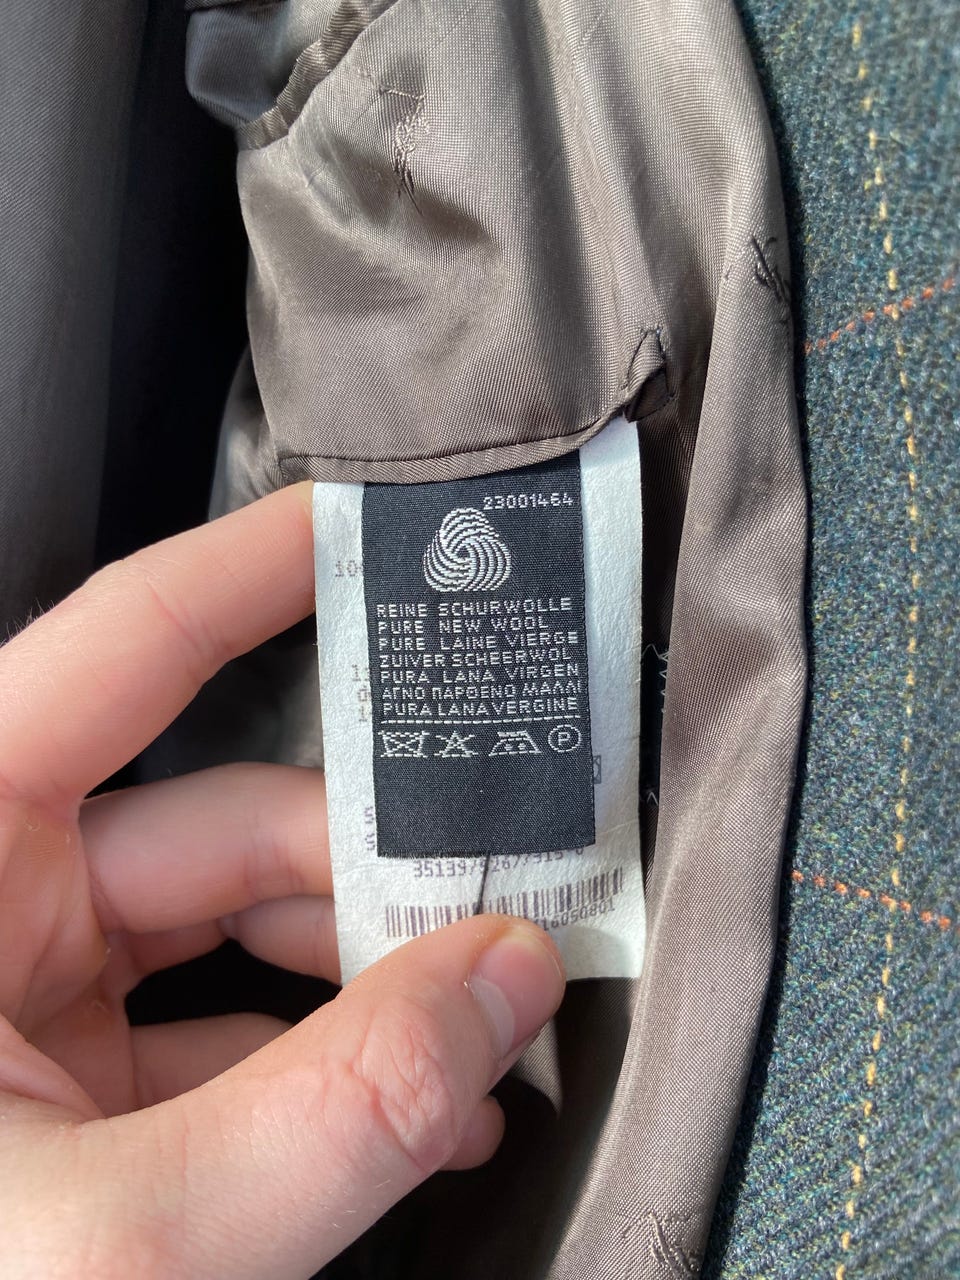 23001464
REINE SCHURWOLLE
PURE NEW WOOL
PURE LAINE VIERGE
ZUIVER SCHEERWOL
PURA LANA VIRGEN
ΑΓΝΟ ΠΑΡΘΕΝΟ ΜΑΛΛΙ
PURA LANA VERGINE
P